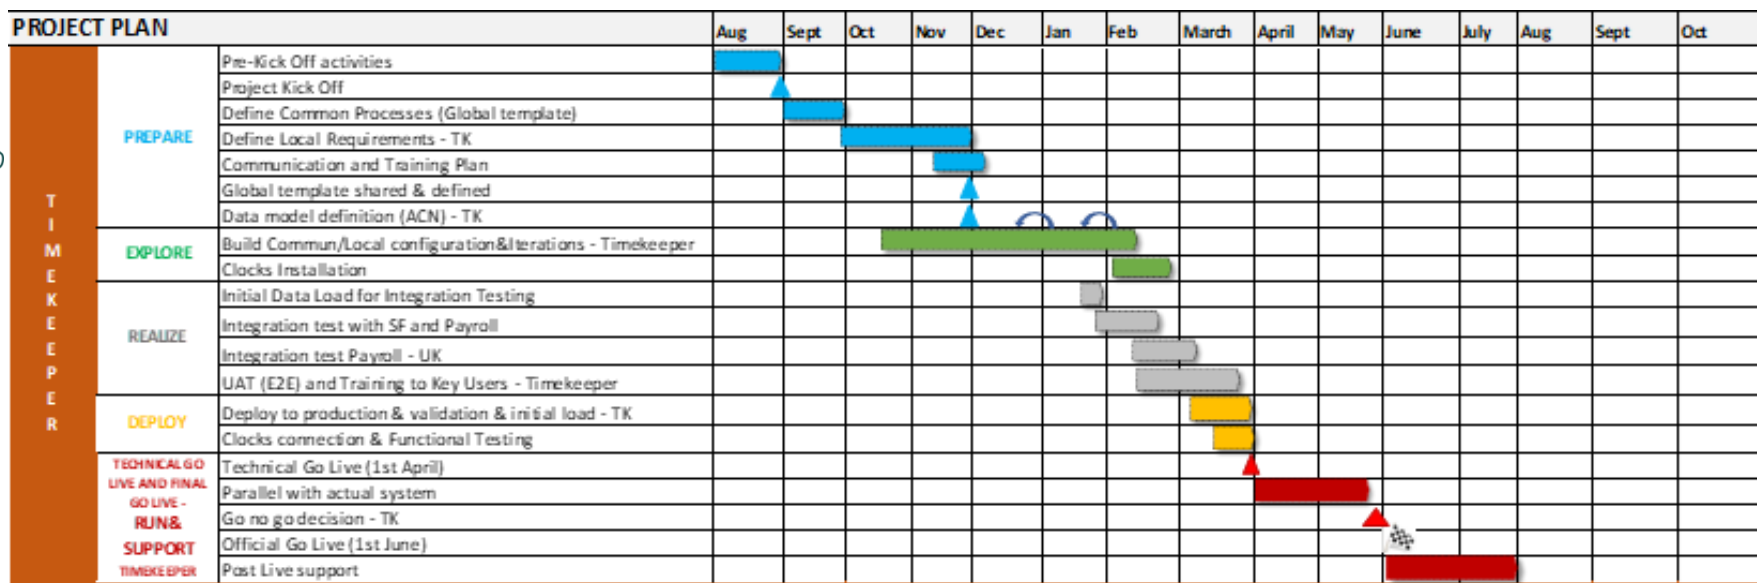 PROJECT PLAN
Aug Sept Oct Nov Dec Jan Feb March April May June July Aug Sept Oct
TIMEKEEPER
PREPARE
Pre-Kick Off activities
Project Kick Off
Define Common Processes (Global template)
Define Local Requirements - TK
Communication and Training Plan
Global template shared & defined
Data model definition (ACN) - TK
EXPLORE
Build Commun/Local configuration&Iterations - Timekeeper
Clocks Installation
REALIZE
Initial Data Load for Integration Testing
Integration test with SF and Payroll
Integration test Payroll - UK
UAT (E2E) and Training to Key Users - Timekeeper
DEPLOY
Deploy to production & validation & initial load - TK
Clocks connection & Functional Testing
TECHNICAL GO
LIVE AND FINAL
GO LIVE -
RUN&
SUPPORT
TIMEKEEPER
Technical Go Live (1st April)
Parallel with actual system
Go no go decision - TK
Official Go Live (1st June)
Post Live support